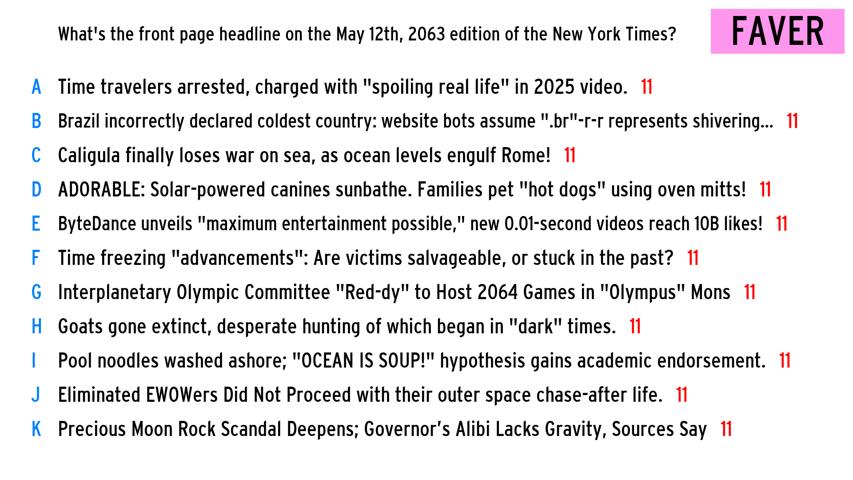 What's the front page headline on the May 12th, 2063 edition of the New York Times?
FAVER
A Time travelers arrested, charged with "spoiling real life" in 2025 video. 11
B Brazil incorrectly declared coldest country: website bots assume ".br"-r-r represents shivering... 11
C Caligula finally loses war on sea, as ocean levels engulf Rome! 11
D ADORABLE: Solar-powered canines sunbathe. Families pet "hot dogs" using oven mitts! 11
E ByteDance unveils "maximum entertainment possible," new 0.01-second videos reach 10B likes! 11
F Time freezing "advancements": Are victims salvageable, or stuck in the past? 11
G Interplanetary Olympic Committee "Red-dy" to Host 2064 Games in "Olympus" Mons 11
H Goats gone extinct, desperate hunting of which began in "dark" times. 11
I Pool noodles washed ashore; "OCEAN IS SOUP!" hypothesis gains academic endorsement. 11
J Eliminated EWOWers Did Not Proceed with their outer space chase-after life. 11
K Precious Moon Rock Scandal Deepens; Governor's Alibi Lacks Gravity, Sources Say 11